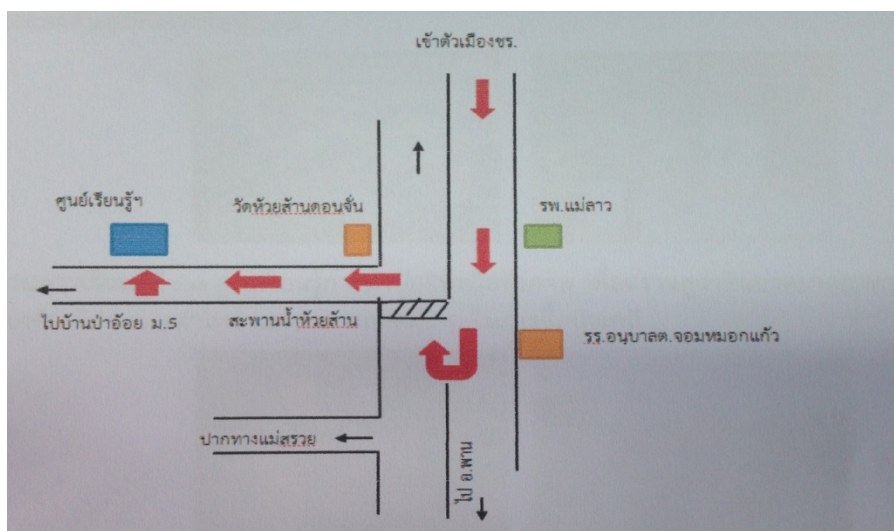 เข้าตัวเมืองชร.
ศูนย์เรียนรู้ฯ
วัดห้วยส้านดอนจั่น
รพ.แม่ลาว
ไปบ้านป่าอ้อย ม.5
สะพานน้ำห้วยส้าน
รร.อนุบาลต.จอมหมอกแก้ว
ปากทางแม่สรวย
ไป อ.พาน